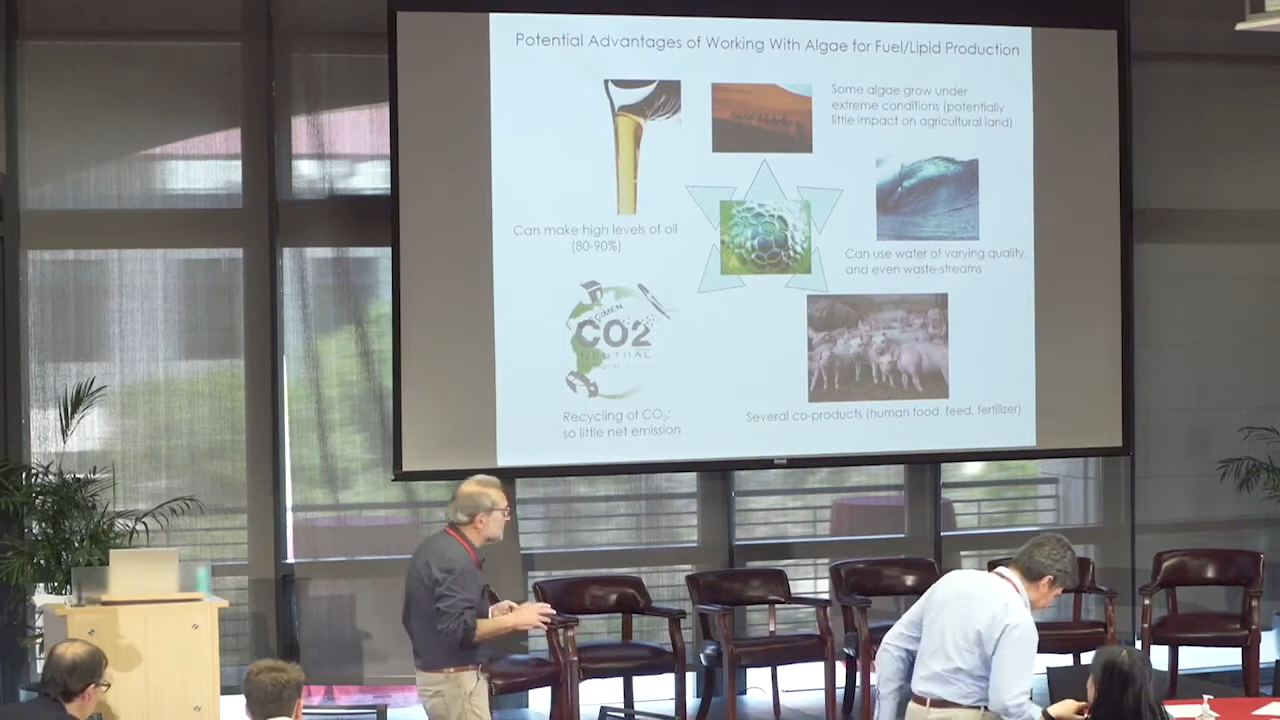 Potential Advantages of Working With Algae for Fuel/Lipid Production
Some algae grow under
extreme conditions (potentially
little impact on agricultural land)
Can make high levels of oil
(80-90%)
Can use water of varying quality,
and even waste-streams
SPECIMEN
CO2
NEUTRAL
Recycling of CO₂:
so little net emission
Several co-products (human food, feed, fertilizer)